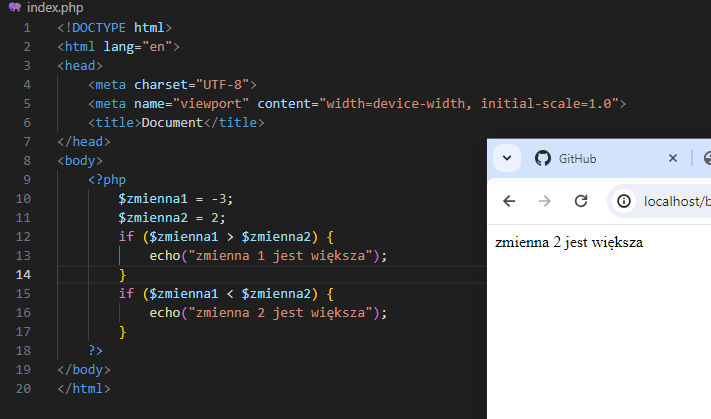 index.php
1 <!DOCTYPE html>
2 <html lang="en">
3 <head>
4 <meta charset="UTF-8">
5 <meta name="viewport" content="width=device-width, initial-scale=1.0">
6 <title>Document</title>
7 </head>
8 <body>
9 <?php
10 $zmienna1 = -3;
11 $zmienna2 = 2;
12 if ($zmienna1 > $zmienna2) {
13 echo("zmienna 1 jest większa");
14 }
15 if ($zmienna1 < $zmienna2) {
16 echo("zmienna 2 jest większa");
17 }
18 ?>
19 </body>
20 </html>
GitHub
localhost/b
zmienna 2 jest większa